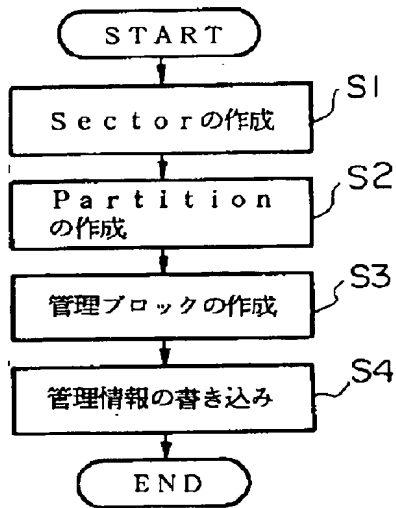 START
Sectorの作成
S1
Partition
の作成
S2
管理ブロックの作成
S3
管理情報の書き込み
S4
END